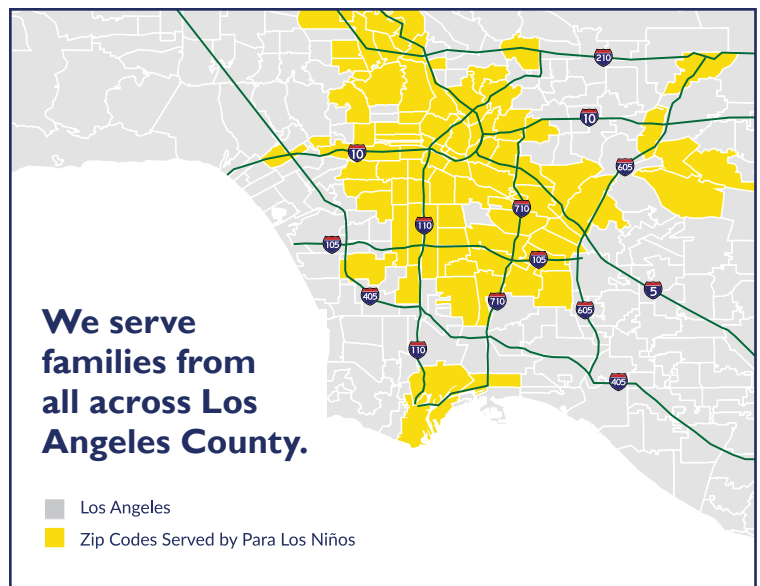 210
10
10
605
710
110
105
105
405
710
5
605
110
405
We serve
families from
all across Los
Angeles County.
Los Angeles
Zip Codes Served by Para Los Niños